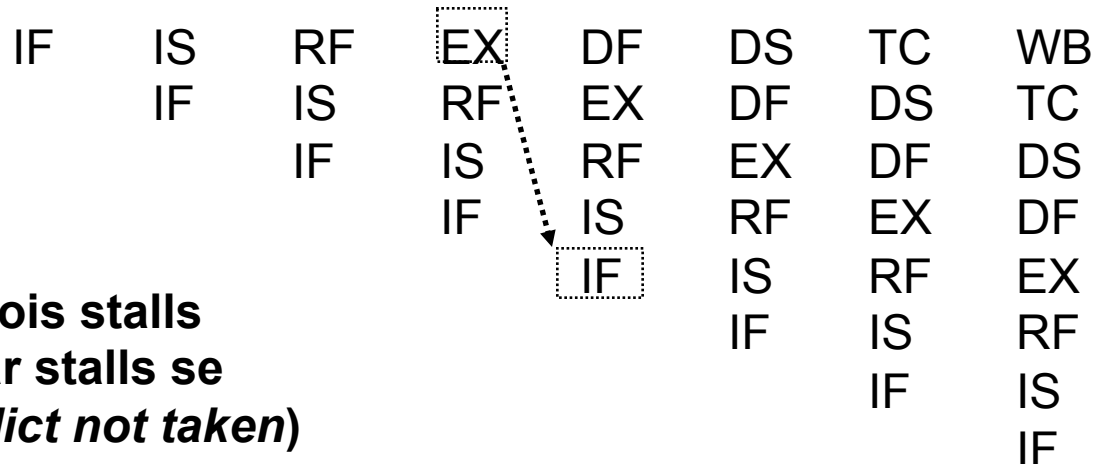 IF IS RF EX DF DS TC WB
IF IS RF EX DF DS TC
IF IS RF EX DF DS
IF IS RF EX DF
IF IS RF EX
IF IS RF
IF IS
IF
ois stalls
r stalls se
dict not taken)